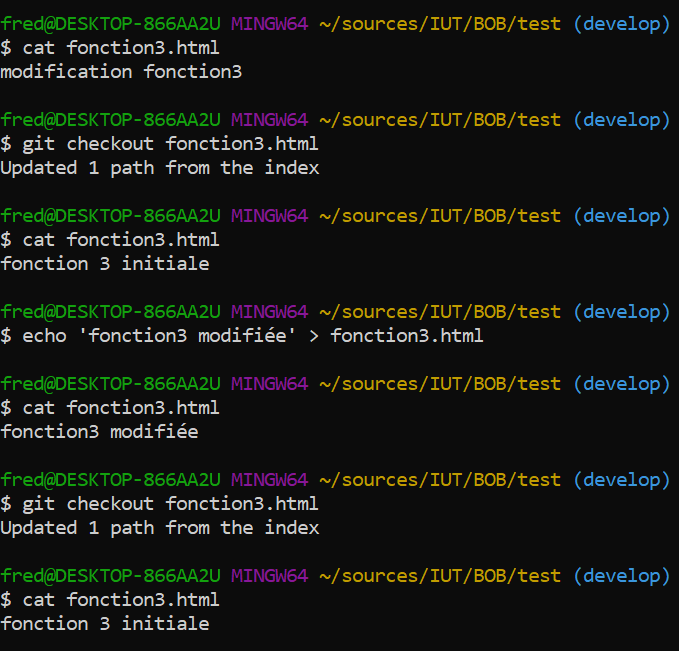 fred@DESKTOP-866AA2U MINGW64 ~/sources/IUT/BOB/test (develop)
$ cat fonction3.html
modification fonction3

fred@DESKTOP-866AA2U MINGW64 ~/sources/IUT/BOB/test (develop)
$ git checkout fonction3.html
Updated 1 path from the index

fred@DESKTOP-866AA2U MINGW64 ~/sources/IUT/BOB/test (develop)
$ cat fonction3.html
fonction 3 initiale

fred@DESKTOP-866AA2U MINGW64 ~/sources/IUT/BOB/test (develop)
$ echo 'fonction3 modifiée' > fonction3.html

fred@DESKTOP-866AA2U MINGW64 ~/sources/IUT/BOB/test (develop)
$ cat fonction3.html
fonction3 modifiée

fred@DESKTOP-866AA2U MINGW64 ~/sources/IUT/BOB/test (develop)
$ git checkout fonction3.html
Updated 1 path from the index

fred@DESKTOP-866AA2U MINGW64 ~/sources/IUT/BOB/test (develop)
$ cat fonction3.html
fonction 3 initiale